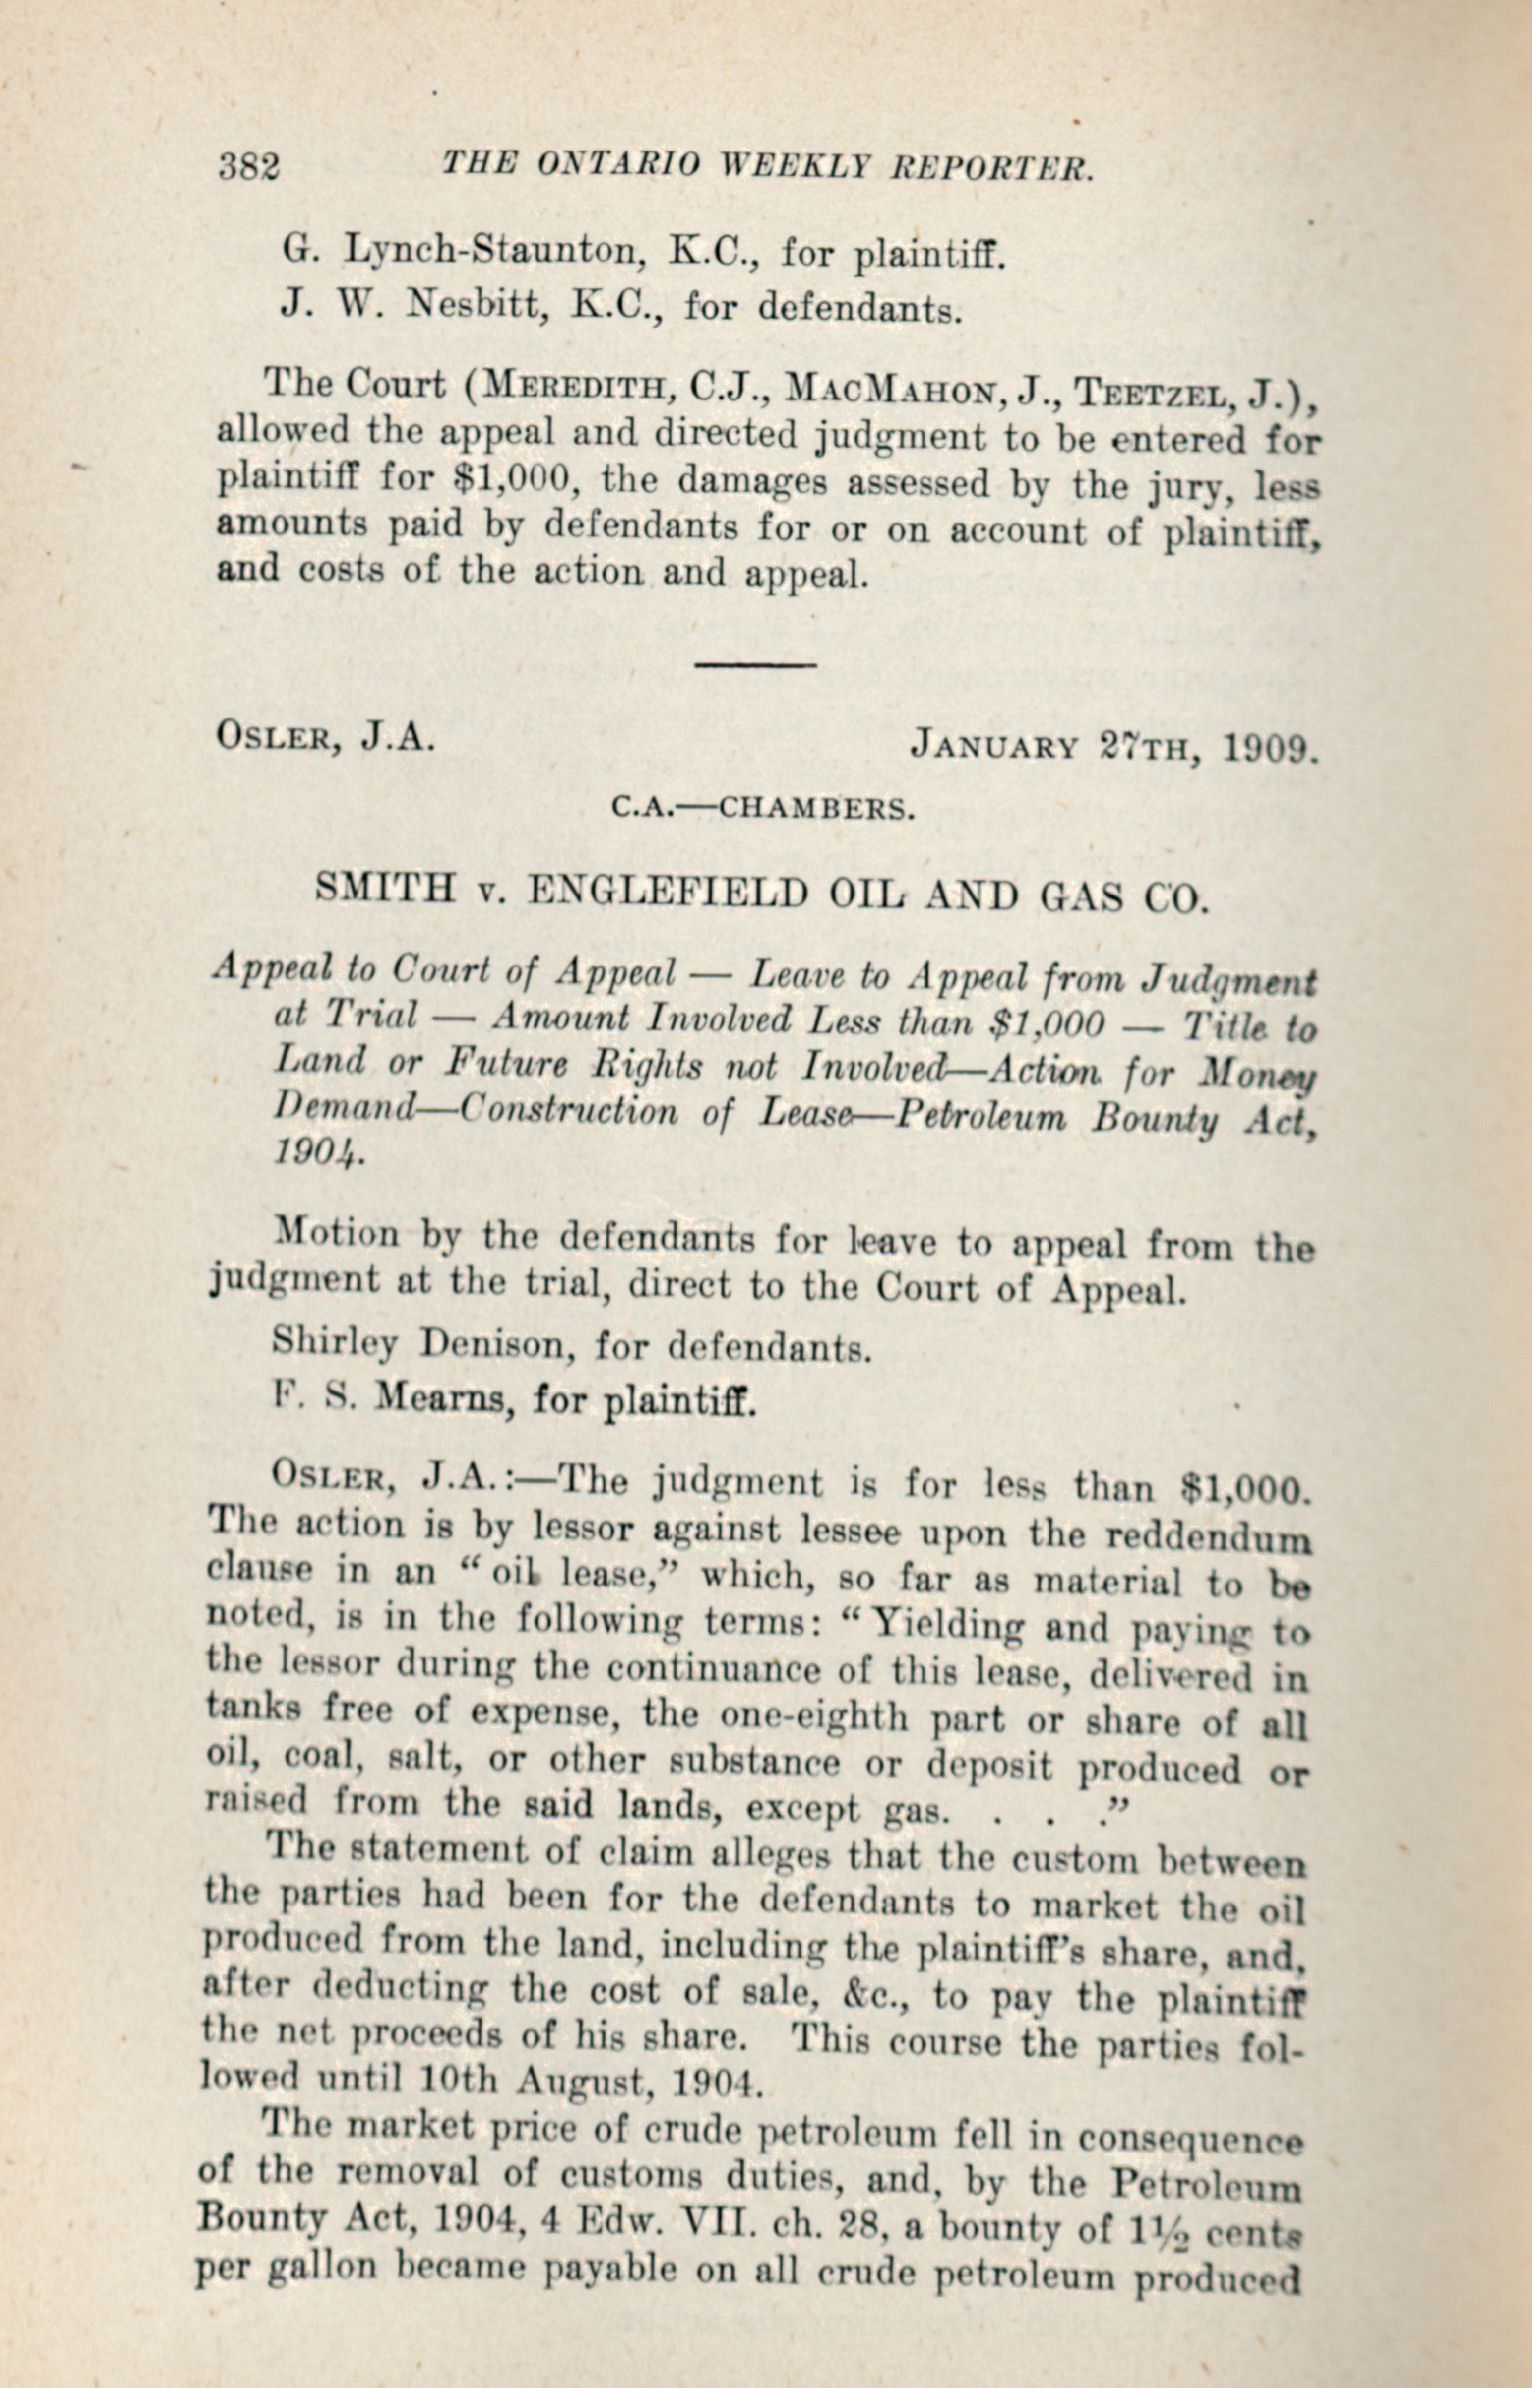 382 THE ONTARIO WEEKLY REPORTER.
G. Lynch-Staunton, K.C., for plaintiff.
J. W. Nesbitt, K.C., for defendants.
The Court (MEREDITH, C.J., MACMAHON, J., TEETZEL, J.),
allowed the appeal and directed judgment to be entered for
plaintiff for $1,000, the damages assessed by the jury, less
amounts paid by defendants for or on account of plaintiff,
and costs of the action and appeal.
OSLER, J.A. JANUARY 27TH, 1909.
C.A.—CHAMBERS.
SMITH v. ENGLEFIELD OIL AND GAS CO.
Appeal to Court of Appeal — Leave to Appeal from Judgment
at Trial — Amount Involved Less than $1,000 — Title to
Land or Future Rights not Involved—Action for Money
Demand—Construction of Lease—Petroleum Bounty Act,
1904.
Motion by the defendants for leave to appeal from the
judgment at the trial, direct to the Court of Appeal.
Shirley Denison, for defendants.
F. S. Mearns, for plaintiff.
OSLER, J.A.:—The judgment is for less than $1,000.
The action is by lessor against lessee upon the reddendum
clause in an “oil lease,” which, so far as material to be
noted, is in the following terms: “Yielding and paying to
the lessor during the continuance of this lease, delivered in
tanks free of expense, the one-eighth part or share of all
oil, coal, salt, or other substance or deposit produced or
raised from the said lands, except gas. . . .”
The statement of claim alleges that the custom between
the parties had been for the defendants to market the oil
produced from the land, including the plaintiff's share, and,
after deducting the cost of sale, &c., to pay the plaintiff
the net proceeds of his share. This course the parties fol-
lowed until 10th August, 1904.
The market price of crude petroleum fell in consequence
of the removal of customs duties, and, by the Petroleum
Bounty Act, 1904, 4 Edw. VII. ch. 28, a bounty of 1½ cents
per gallon became payable on all crude petroleum produced